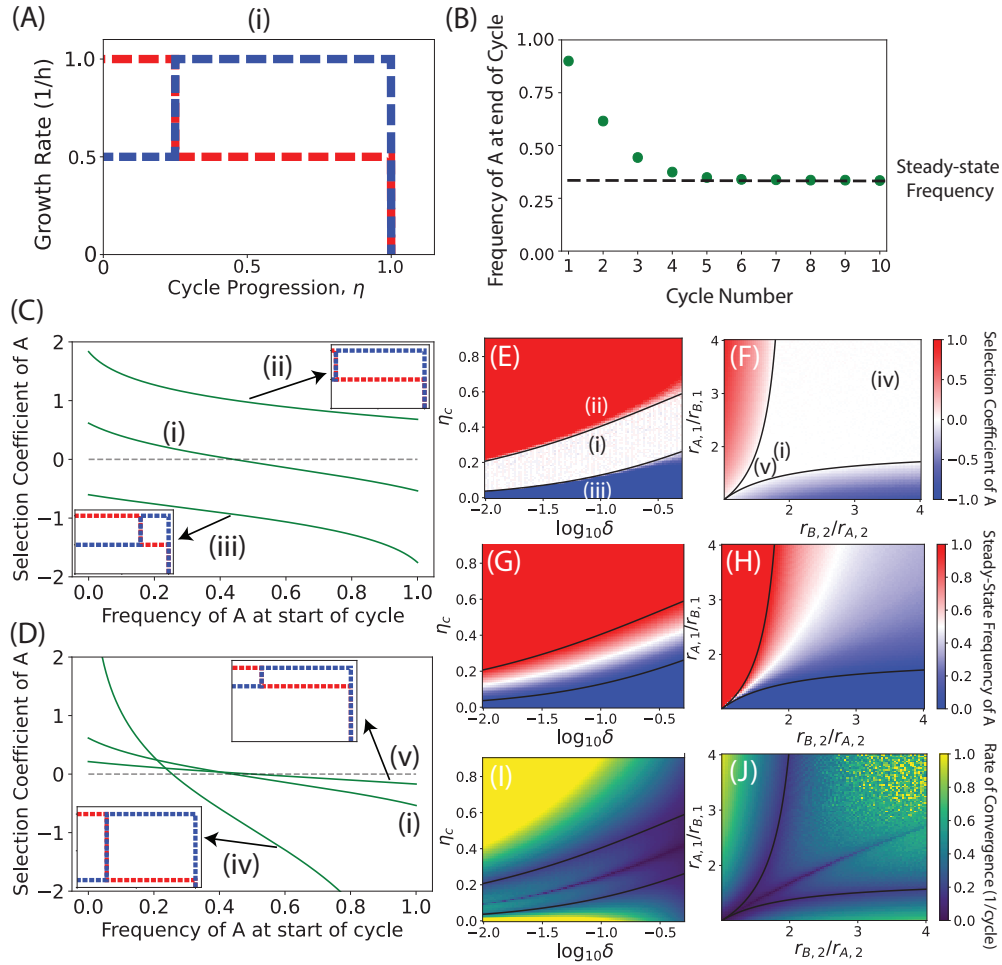 (A)
(i)
Growth Rate (1/h)
1.0
0.5
0
0
0.5
1.0
Cycle Progression, η
(B)
Frequency of A at end of Cycle
1.00
0.75
0.50
0.25
0.00
1 2 3 4 5 6 7 8 9 10
Cycle Number
Steady-state
Frequency
(C)
Selection Coefficient of A
2
1
0
−1
−2
(ii)
(i)
(iii)
0.0 0.2 0.4 0.6 0.8 1.0
Frequency of A at start of cycle
(D)
Selection Coefficient of A
2
1
0
−1
−2
(v)
(i)
(iv)
0.0 0.2 0.4 0.6 0.8 1.0
Frequency of A at start of cycle
(E)
η_c
0.8
0.6
0.4
0.2
0.0
(ii)
(i)
(iii)
−2.0 −1.5 −1.0 −0.5
log₁₀δ
(F)
r_{A,1}/r_{B,1}
4
3
2
(iv)
(i)
(v)
2 3 4
r_{B,2}/r_{A,2}
1.0
0.5
0.0
−0.5
−1.0
Selection Coefficient of A
(G)
η_c
0.8
0.6
0.4
0.2
0.0
−2.0 −1.5 −1.0 −0.5
log₁₀δ
(H)
r_{A,1}/r_{B,1}
4
3
2
2 3 4
r_{B,2}/r_{A,2}
1.0
0.8
0.6
0.4
0.2
0.0
Steady-State Frequency of A
(I)
η_c
0.8
0.6
0.4
0.2
0.0
−2.0 −1.5 −1.0 −0.5
log₁₀δ
(J)
r_{A,1}/r_{B,1}
4
3
2
2 3 4
r_{B,2}/r_{A,2}
1.0
0.8
0.6
0.4
0.2
0.0
Rate of Convergence (1/cycle)